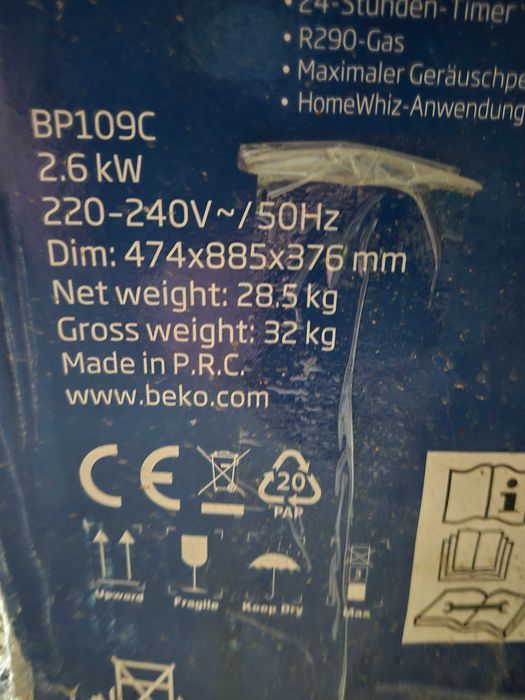 • 24-Stunden-Timer
• R290-Gas
• Maximaler
• HomeWhiz-Anwendung
BP109C
2.6 kW
220-240V~/50Hz
Dim: 474x885x376 mm
Net weight: 28.5 kg
Gross weight: 32 kg
Made in P.R.C.
www.beko.com
CE
20
PAP
Upward
Fragile
Keep Dry
3
Max
i